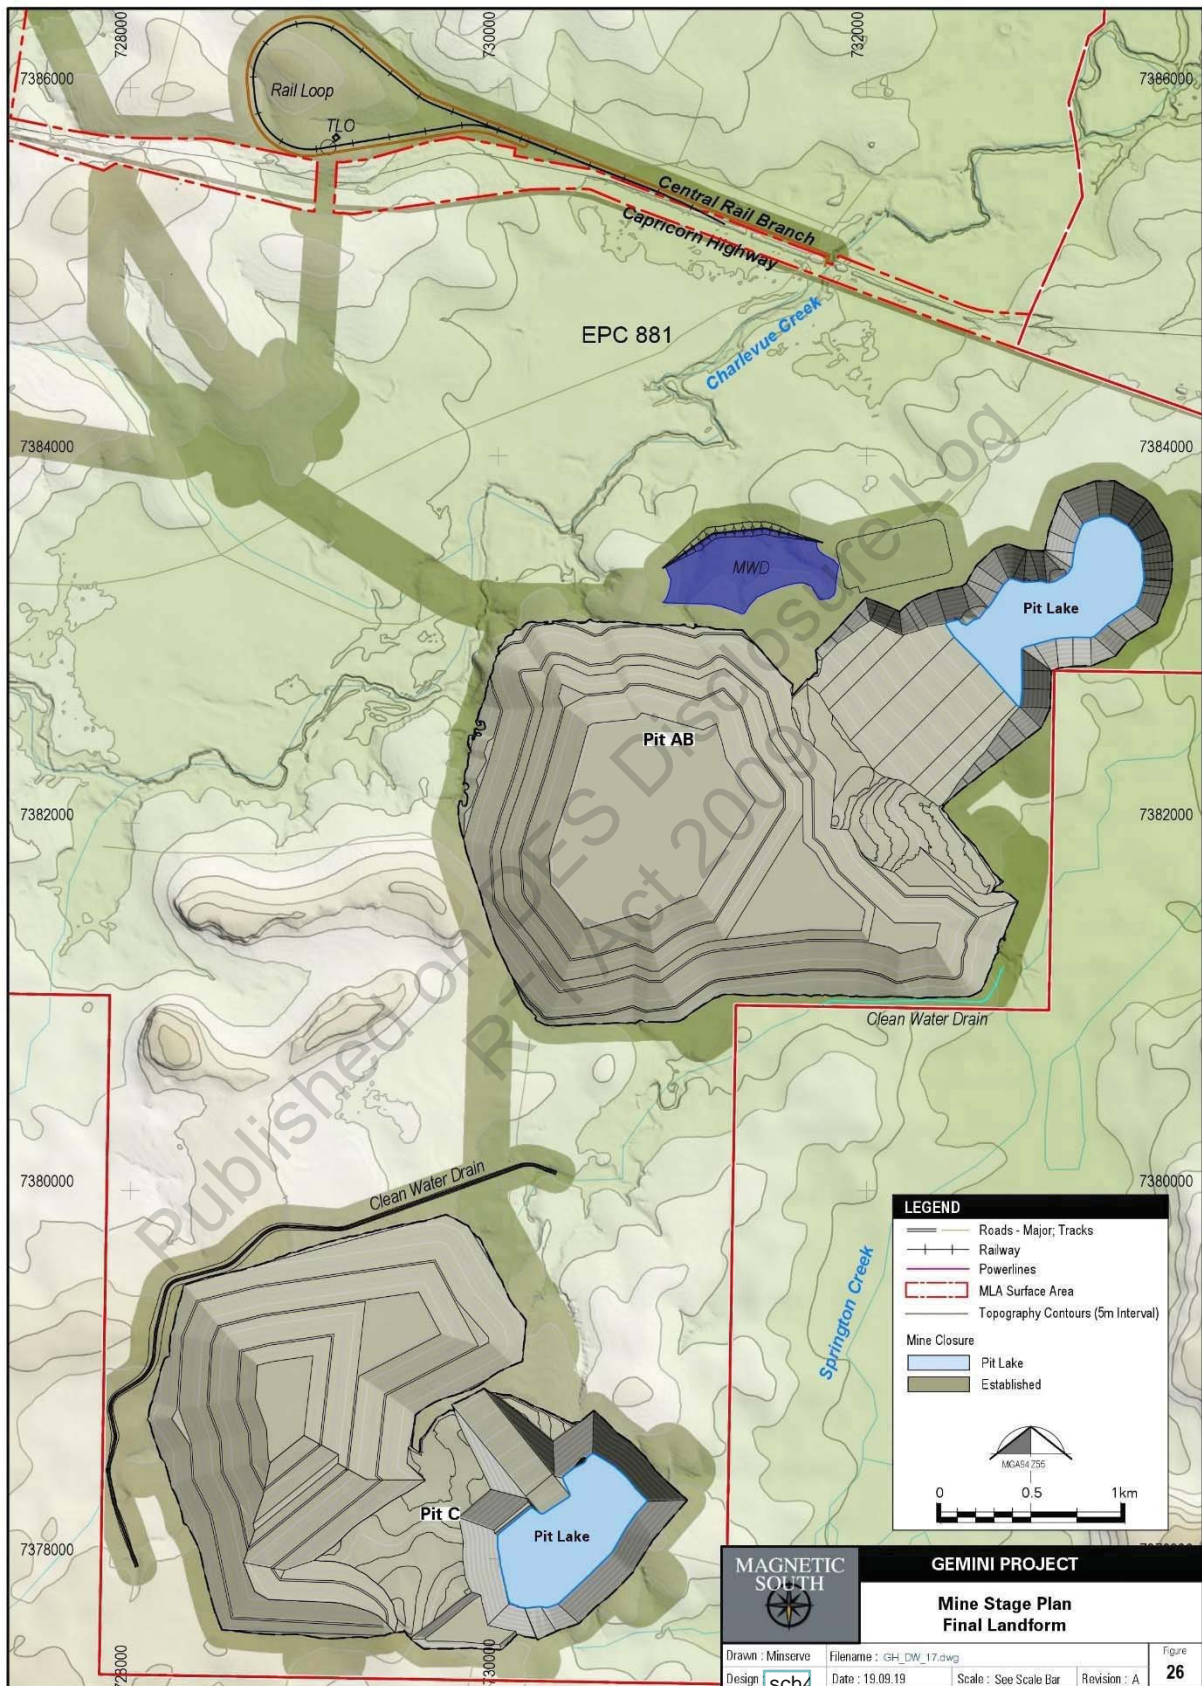 728000
730000
732000
7386000
7386000
Rail Loop
TLO
Central Rail Branch
Capricorn Highway
EPC 881
Charlevue Creek
7384000
7384000
MWD
Pit Lake
Pit AB
7382000
7382000
Clean Water Drain
Published on DES Disclosure Log
RTI Act 2009
7380000
7380000
Clean Water Drain
Springton Creek
Pit C
Pit Lake
7378000
728000
730000
LEGEND
Roads - Major; Tracks
Railway
Powerlines
MLA Surface Area
Topography Contours (5m Interval)
Mine Closure
Pit Lake
Established
MGA94 Z55
0 0.5 1km
MAGNETIC
SOUTH
GEMINI PROJECT
Mine Stage Plan
Final Landform
Drawn : Minserve
Filename : GH_DW_17.dwg
Figure
26
Design
sch4
Date : 19.09.19
Scale : See Scale Bar
Revision : A